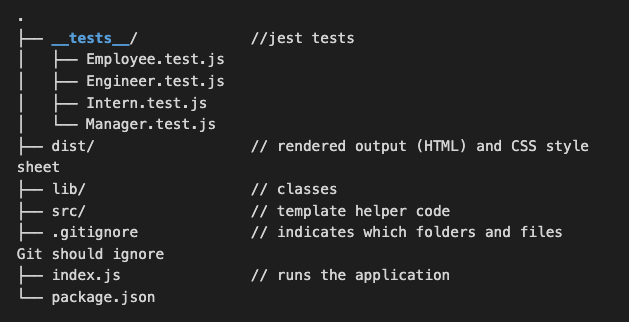 .
├── __tests__/             //jest tests
│   ├── Employee.test.js
│   ├── Engineer.test.js
│   ├── Intern.test.js
│   └── Manager.test.js
├── dist/                  // rendered output (HTML) and CSS style
sheet
├── lib/                   // classes
├── src/                   // template helper code
├── .gitignore             // indicates which folders and files
Git should ignore
├── index.js               // runs the application
└── package.json